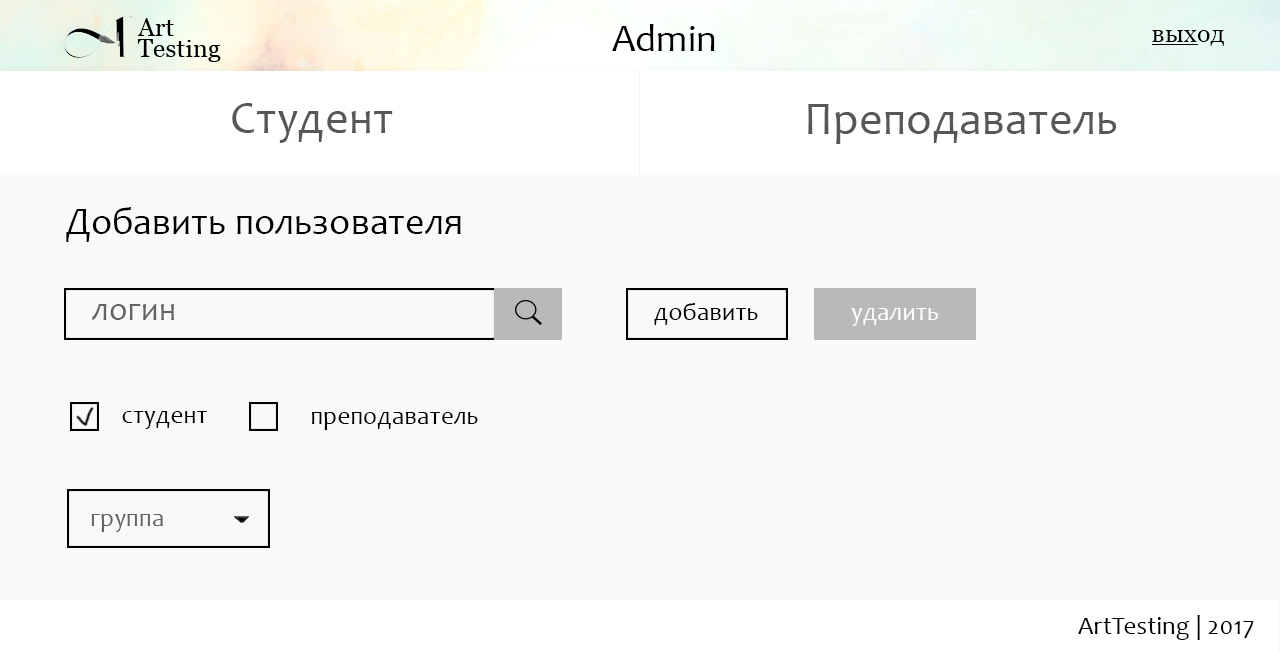 Art
Testing
Admin
выход
Студент
Преподаватель
Добавить пользователя
логин
добавить
удалить
студент
преподаватель
группа
ArtTesting | 2017